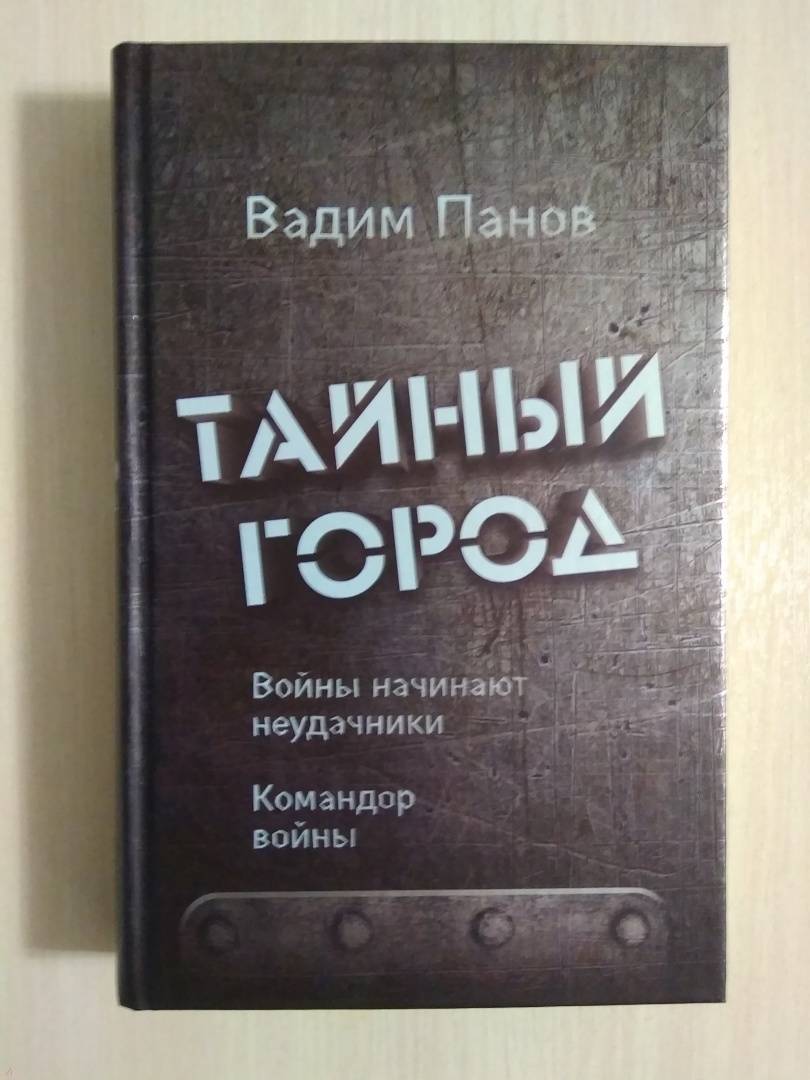 Вадим Панов
ТАЙНЫЙ
ГОРОД
Войны начинают
неудачники
Командор
войны